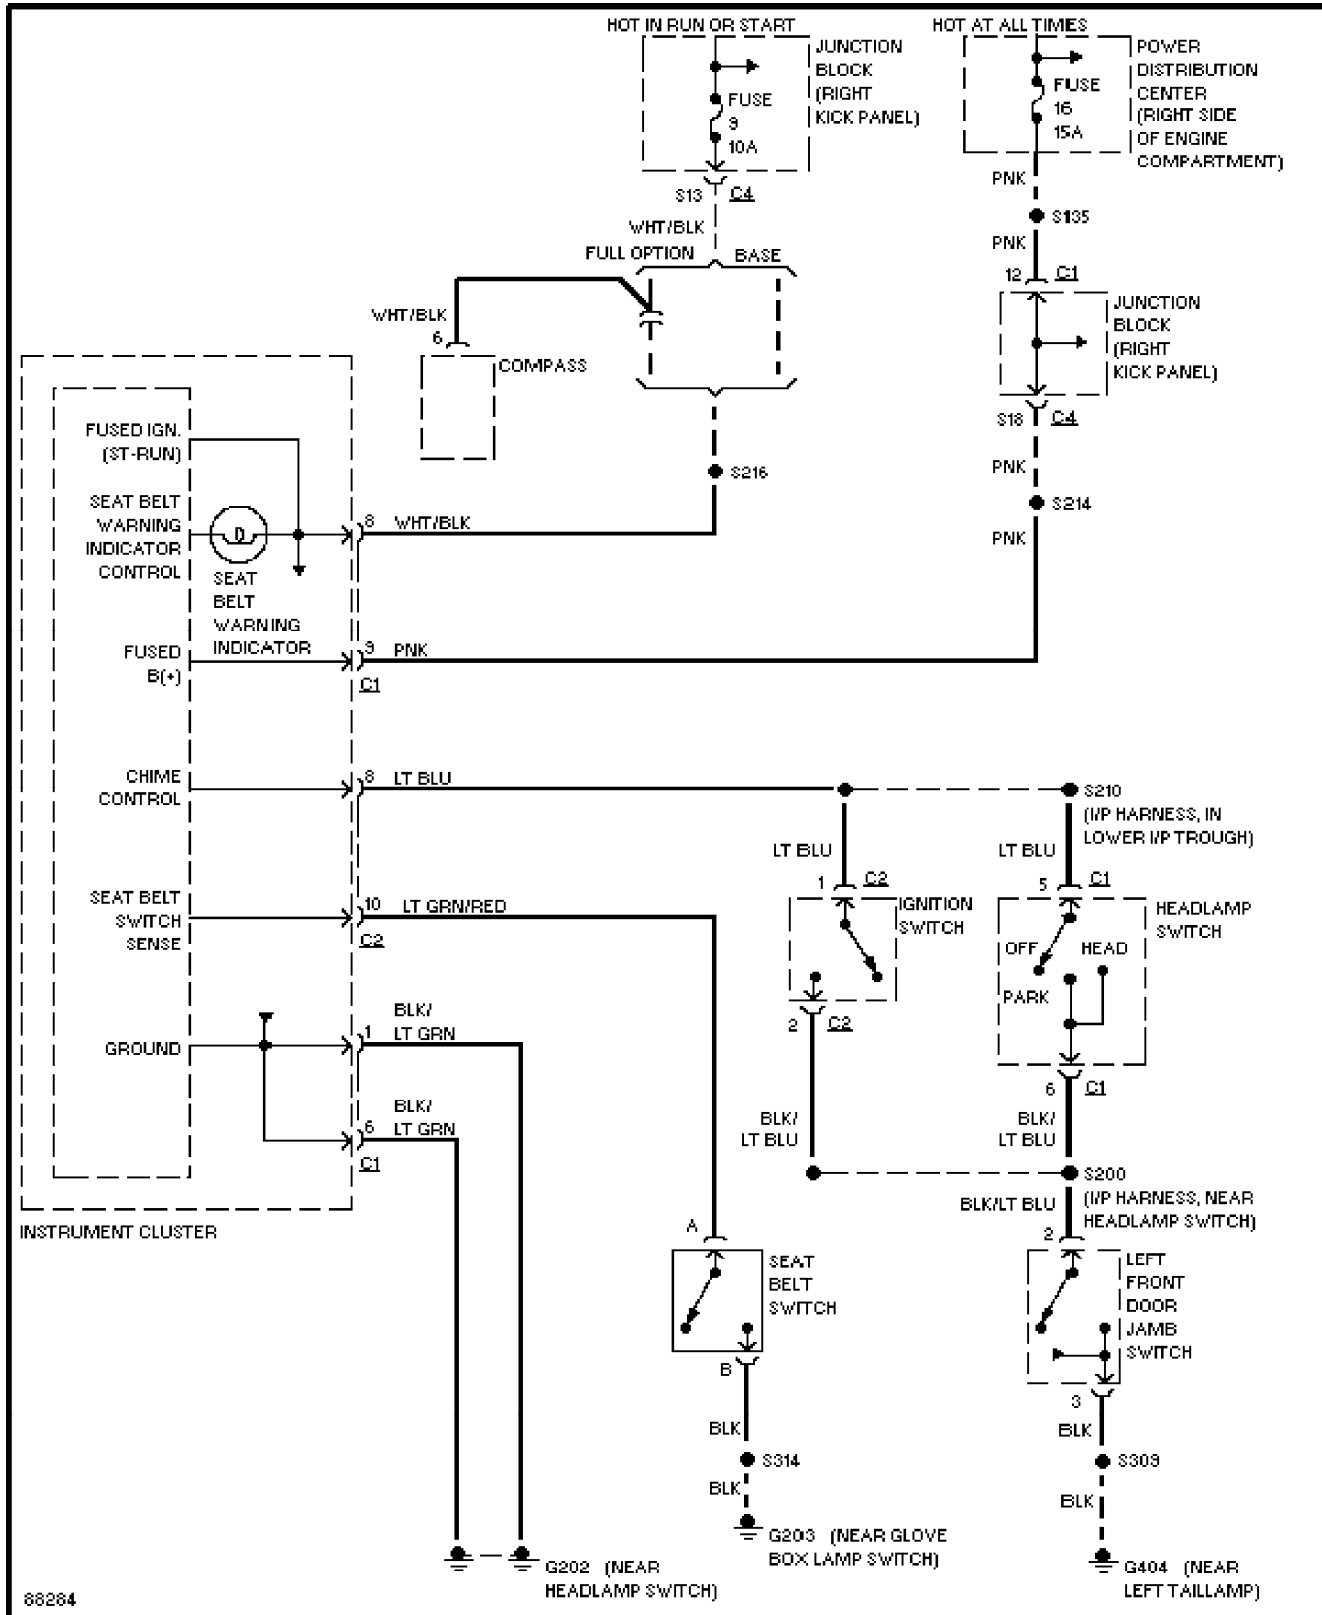 HOT IN RUN OR START
JUNCTION
BLOCK
(RIGHT
KICK PANEL)
FUSE
9
10A
S13 C4
WHT/BLK
FULL OPTION
BASE
HOT AT ALL TIMES
POWER
DISTRIBUTION
CENTER
(RIGHT SIDE
OF ENGINE
COMPARTMENT)
FUSE
16
15A
PNK
S135
PNK
12 C1
JUNCTION
BLOCK
(RIGHT
KICK PANEL)
S18 C4
PNK
S214
PNK
WHT/BLK
6
COMPASS
S216
FUSED IGN.
(ST-RUN)
SEAT BELT
WARNING
INDICATOR
CONTROL
D
SEAT
BELT
WARNING
INDICATOR
8 WHT/BLK
FUSED
B(+)
9 PNK
C1
CHIME
CONTROL
8 LT BLU
S210
(I/P HARNESS, IN
LOWER I/P TROUGH)
LT BLU
1 C2
IGNITION
SWITCH
2 C2
BLK/
LT BLU
LT BLU
5 C1
HEADLAMP
SWITCH
OFF
HEAD
PARK
6 C1
BLK/
LT BLU
SEAT BELT
SWITCH
SENSE
10 LT GRN/RED
C2
GROUND
BLK/
1 LT GRN
BLK/
6 LT GRN
C1
INSTRUMENT CLUSTER
S200
(I/P HARNESS, NEAR
HEADLAMP SWITCH)
BLK/LT BLU
2
LEFT
FRONT
DOOR
JAMB
SWITCH
3
BLK
S309
BLK
G404 (NEAR
LEFT TAILLAMP)
A
SEAT
BELT
SWITCH
B
BLK
S314
BLK
G203 (NEAR GLOVE
BOX LAMP SWITCH)
G202 (NEAR
HEADLAMP SWITCH)
88284